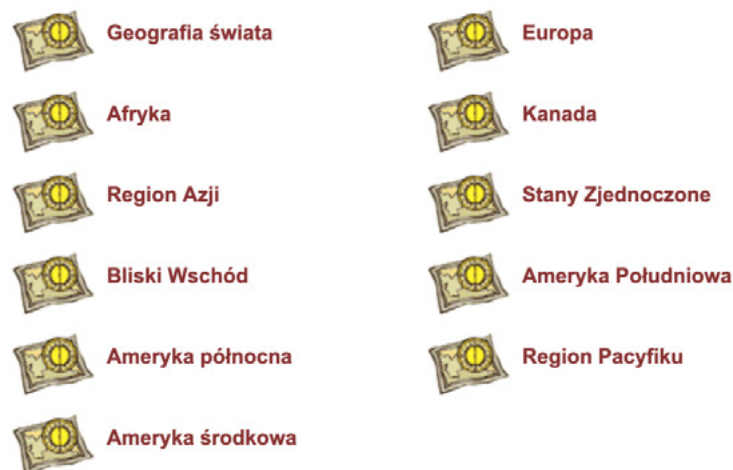 Geografia świata
Afryka
Region Azji
Bliski Wschód
Ameryka północna
Ameryka środkowa
Europa
Kanada
Stany Zjednoczone
Ameryka Południowa
Region Pacyfiku